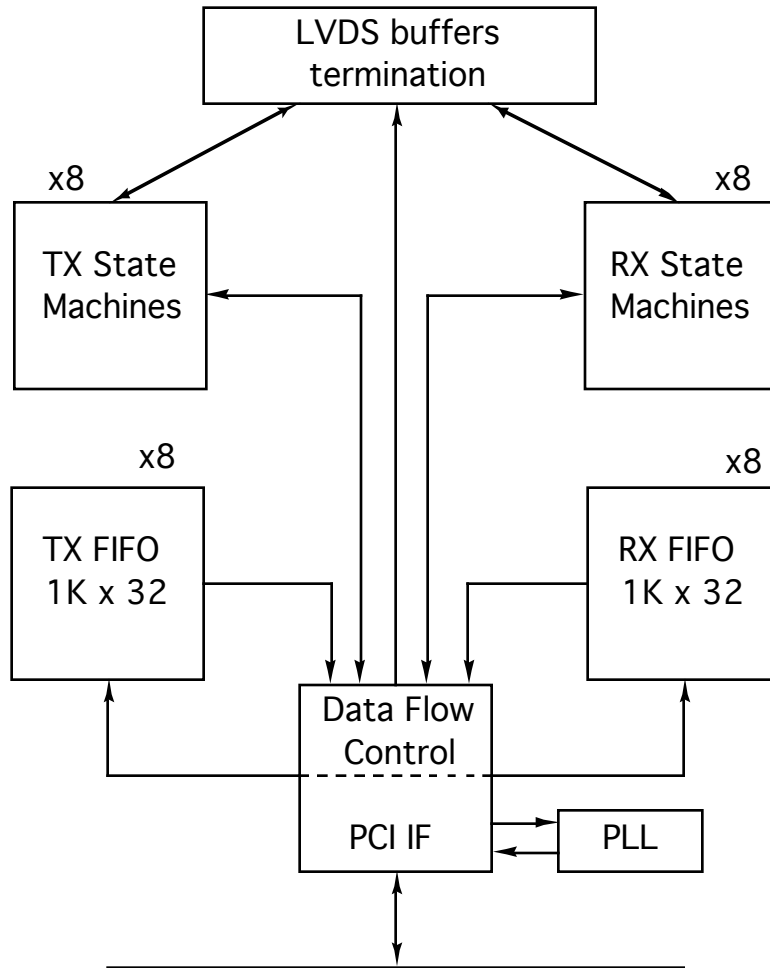 LVDS buffers
termination
x8
x8
TX State
Machines
RX State
Machines
x8
x8
TX FIFO
1K x 32
RX FIFO
1K x 32
Data Flow
Control
PCI IF
PLL